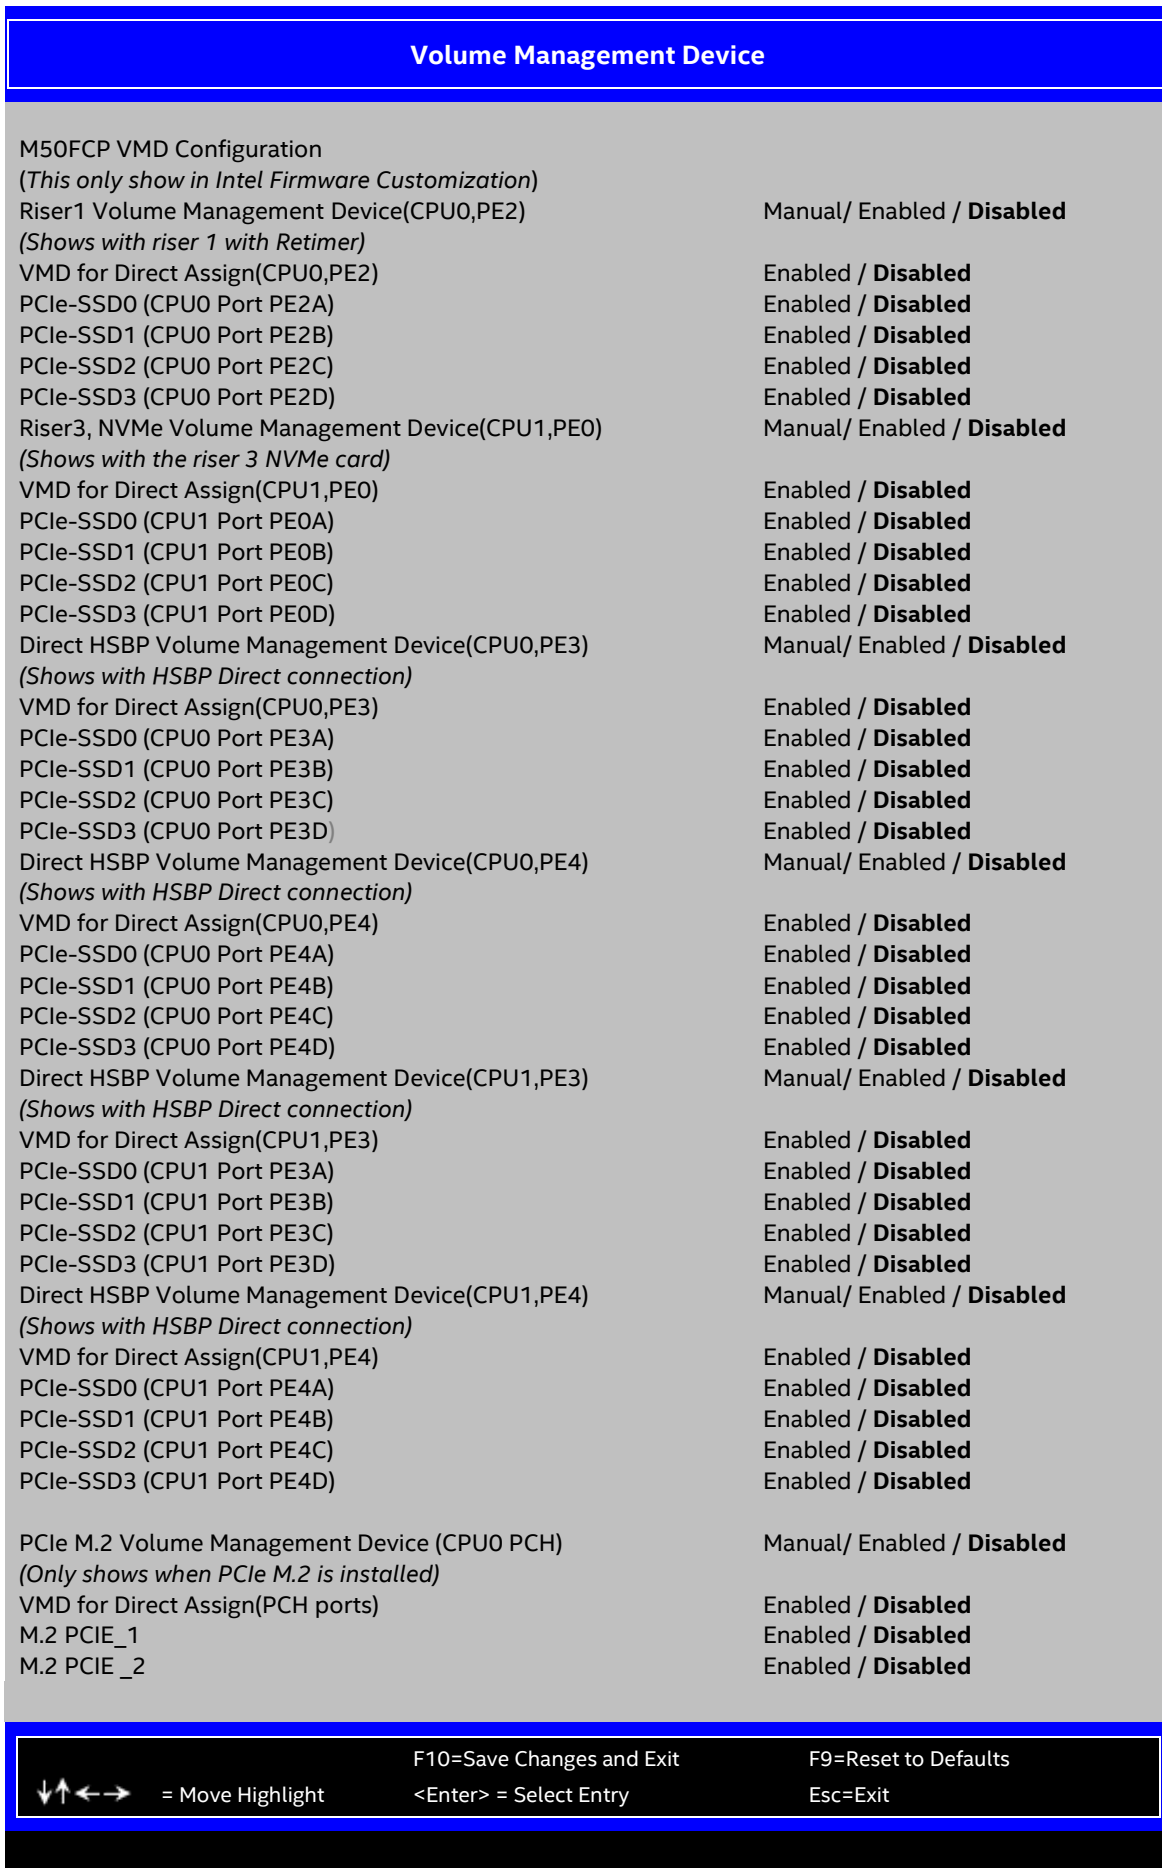 Volume Management Device
M50FCP VMD Configuration
(This only show in Intel Firmware Customization)
Riser1 Volume Management Device(CPU0,PE2) Manual/ Enabled / Disabled
(Shows with riser 1 with Retimer)
VMD for Direct Assign(CPU0,PE2) Enabled / Disabled
PCIe-SSD0 (CPU0 Port PE2A) Enabled / Disabled
PCIe-SSD1 (CPU0 Port PE2B) Enabled / Disabled
PCIe-SSD2 (CPU0 Port PE2C) Enabled / Disabled
PCIe-SSD3 (CPU0 Port PE2D) Enabled / Disabled
Riser3, NVMe Volume Management Device(CPU1,PE0) Manual/ Enabled / Disabled
(Shows with the riser 3 NVMe card)
VMD for Direct Assign(CPU1,PE0) Enabled / Disabled
PCIe-SSD0 (CPU1 Port PE0A) Enabled / Disabled
PCIe-SSD1 (CPU1 Port PE0B) Enabled / Disabled
PCIe-SSD2 (CPU1 Port PE0C) Enabled / Disabled
PCIe-SSD3 (CPU1 Port PE0D) Enabled / Disabled
Direct HSBP Volume Management Device(CPU0,PE3) Manual/ Enabled / Disabled
(Shows with HSBP Direct connection)
VMD for Direct Assign(CPU0,PE3) Enabled / Disabled
PCIe-SSD0 (CPU0 Port PE3A) Enabled / Disabled
PCIe-SSD1 (CPU0 Port PE3B) Enabled / Disabled
PCIe-SSD2 (CPU0 Port PE3C) Enabled / Disabled
PCIe-SSD3 (CPU0 Port PE3D) Enabled / Disabled
Direct HSBP Volume Management Device(CPU0,PE4) Manual/ Enabled / Disabled
(Shows with HSBP Direct connection)
VMD for Direct Assign(CPU0,PE4) Enabled / Disabled
PCIe-SSD0 (CPU0 Port PE4A) Enabled / Disabled
PCIe-SSD1 (CPU0 Port PE4B) Enabled / Disabled
PCIe-SSD2 (CPU0 Port PE4C) Enabled / Disabled
PCIe-SSD3 (CPU0 Port PE4D) Enabled / Disabled
Direct HSBP Volume Management Device(CPU1,PE3) Manual/ Enabled / Disabled
(Shows with HSBP Direct connection)
VMD for Direct Assign(CPU1,PE3) Enabled / Disabled
PCIe-SSD0 (CPU1 Port PE3A) Enabled / Disabled
PCIe-SSD1 (CPU1 Port PE3B) Enabled / Disabled
PCIe-SSD2 (CPU1 Port PE3C) Enabled / Disabled
PCIe-SSD3 (CPU1 Port PE3D) Enabled / Disabled
Direct HSBP Volume Management Device(CPU1,PE4) Manual/ Enabled / Disabled
(Shows with HSBP Direct connection)
VMD for Direct Assign(CPU1,PE4) Enabled / Disabled
PCIe-SSD0 (CPU1 Port PE4A) Enabled / Disabled
PCIe-SSD1 (CPU1 Port PE4B) Enabled / Disabled
PCIe-SSD2 (CPU1 Port PE4C) Enabled / Disabled
PCIe-SSD3 (CPU1 Port PE4D) Enabled / Disabled
PCIe M.2 Volume Management Device (CPU0 PCH) Manual/ Enabled / Disabled
(Only shows when PCIe M.2 is installed)
VMD for Direct Assign(PCH ports) Enabled / Disabled
M.2 PCIE_1 Enabled / Disabled
M.2 PCIE _2 Enabled / Disabled
F10=Save Changes and Exit F9=Reset to Defaults
↓↑←→ = Move Highlight <Enter> = Select Entry Esc=Exit